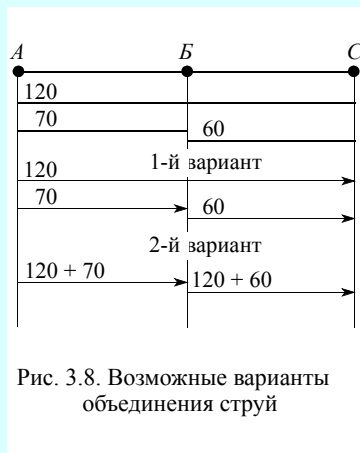 А Б С
120
70
60
1-й вариант
120
70
60
2-й вариант
120 + 70
120 + 60
Рис. 3.8. Возможные варианты
объединения струй